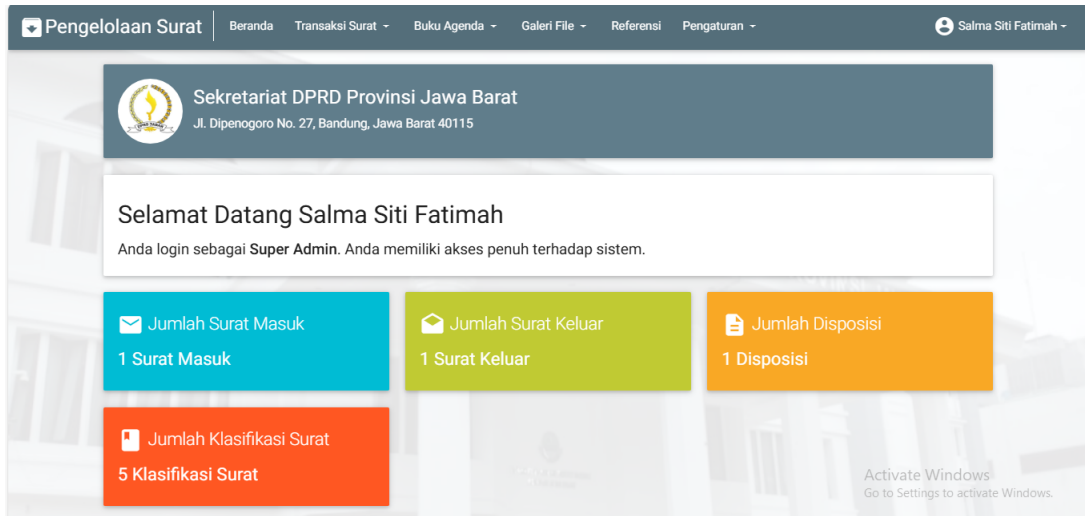 Pengelolaan Surat
Beranda
Transaksi Surat
Buku Agenda
Galeri File
Referensi
Pengaturan
Salma Siti Fatimah
Sekretariat DPRD Provinsi Jawa Barat
Jl. Dipenogoro No. 27, Bandung, Jawa Barat 40115
Selamat Datang Salma Siti Fatimah
Anda login sebagai Super Admin. Anda memiliki akses penuh terhadap sistem.
Jumlah Surat Masuk
1 Surat Masuk
Jumlah Surat Keluar
1 Surat Keluar
Jumlah Disposisi
1 Disposisi
Jumlah Klasifikasi Surat
5 Klasifikasi Surat
Activate Windows
Go to Settings to activate Windows.